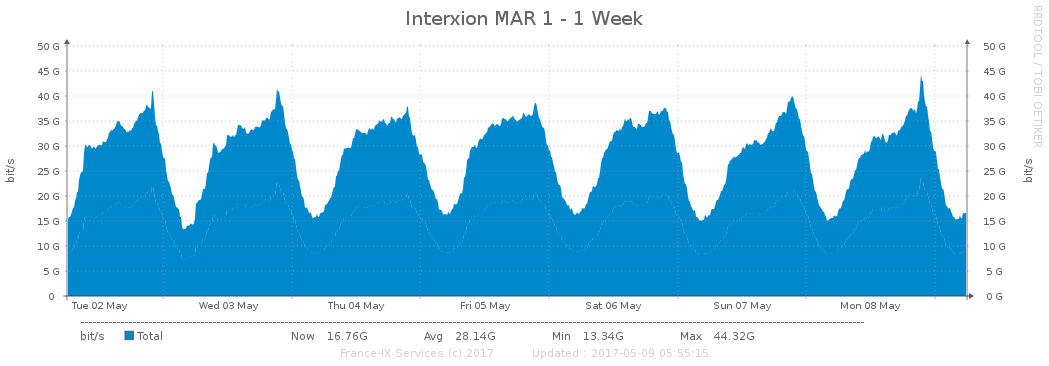 Interxion MAR 1 - 1 Week
RRDTOOL / TOBI OETIKER
bit/s
50 G 50 G
45 G 45 G
40 G 40 G
35 G 35 G
30 G 30 G
25 G 25 G
20 G 20 G
15 G 15 G
10 G 10 G
5 G 5 G
0 0 G
bit/s
Tue 02 May Wed 03 May Thu 04 May Fri 05 May Sat 06 May Sun 07 May Mon 08 May
bit/s Total Now 16.76G Avg 28.14G Min 13.34G Max 44.32G
France-IX Services (c) 2017 Updated : 2017-05-09 05:55:15